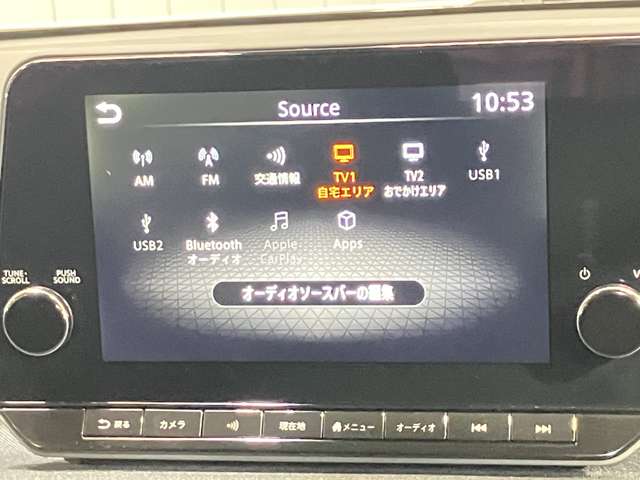 Source
10:53
AM
FM
交通情報
TV1
自宅エリア
TV2
おでかけエリア
USB1
USB2
Bluetooth
オーディオ
Apple
CarPlay
Apps
オーディオソースバーの編集
TUNE・
SCROLL
PUSH
SOUND
V
戻る
カメラ
現在地
メニュー
オーディオ